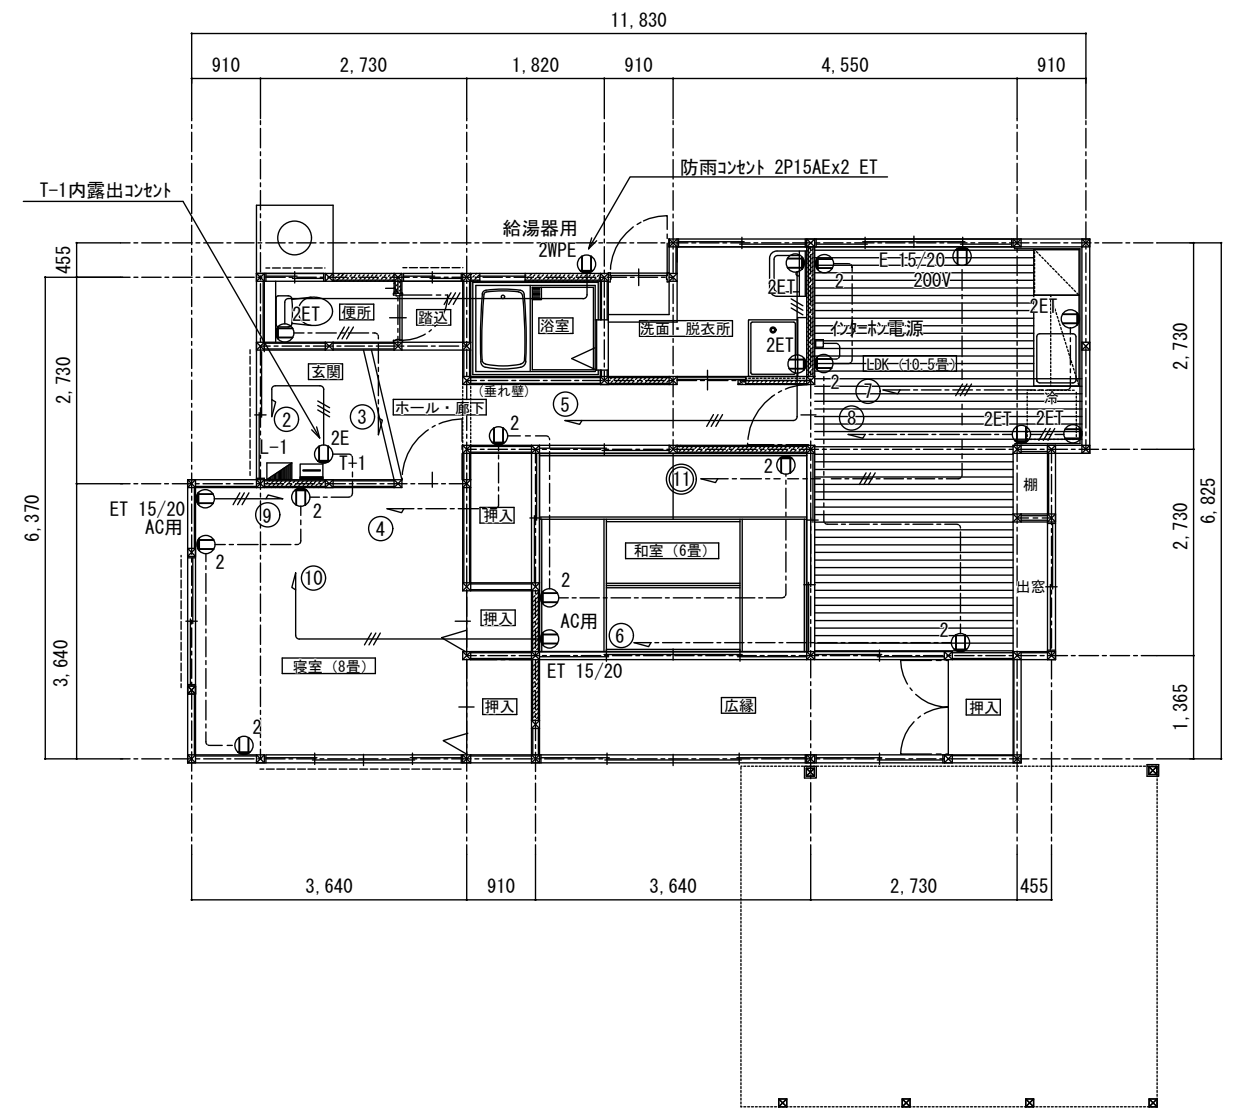 11,830
910
2,730
1,820
910
4,550
910
防雨コンセント 2P15AEx2 ET
T-1内露出コンセント
給湯器用
2WPE
455
2,730
6,370
3,640
2,730
6,825
2,730
1,365
E 15/20
200V
2
2ET
2ET
便所
踏込
浴室
洗面・脱衣所
2ET
2ET
インターホン電源
LDK (10.5畳)
2
玄関
(垂れ壁)
ホール・廊下
②
③
⑤
⑦
⑧
冷
2ET
2ET
2E
L-1
T-1
2
2
⑪
ET 15/20
AC用
⑨
2
④
押入
棚
和室 (6畳)
2
⑩
2
出窓
押入
AC用
⑥
2
寝室 (8畳)
ET 15/20
押入
広縁
押入
2
3,640
910
3,640
2,730
455